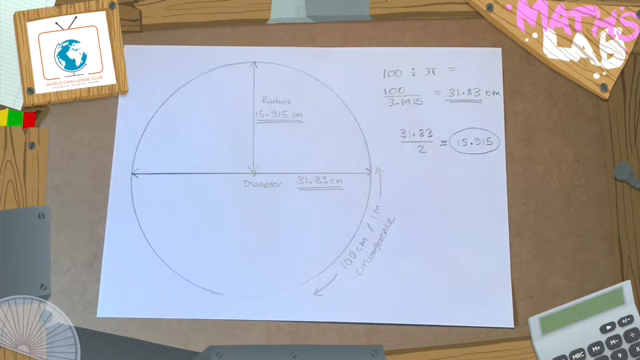 MATHS
LAB
WORLD CHALLENGE CLUB
100 ÷ π =
100
3.1415
= 31.83 cm
31.83
2
= 15.915
Radius
15.915 cm
Diameter 31.83 cm
100 cm / 1m
circumference
MRC
M-
M+